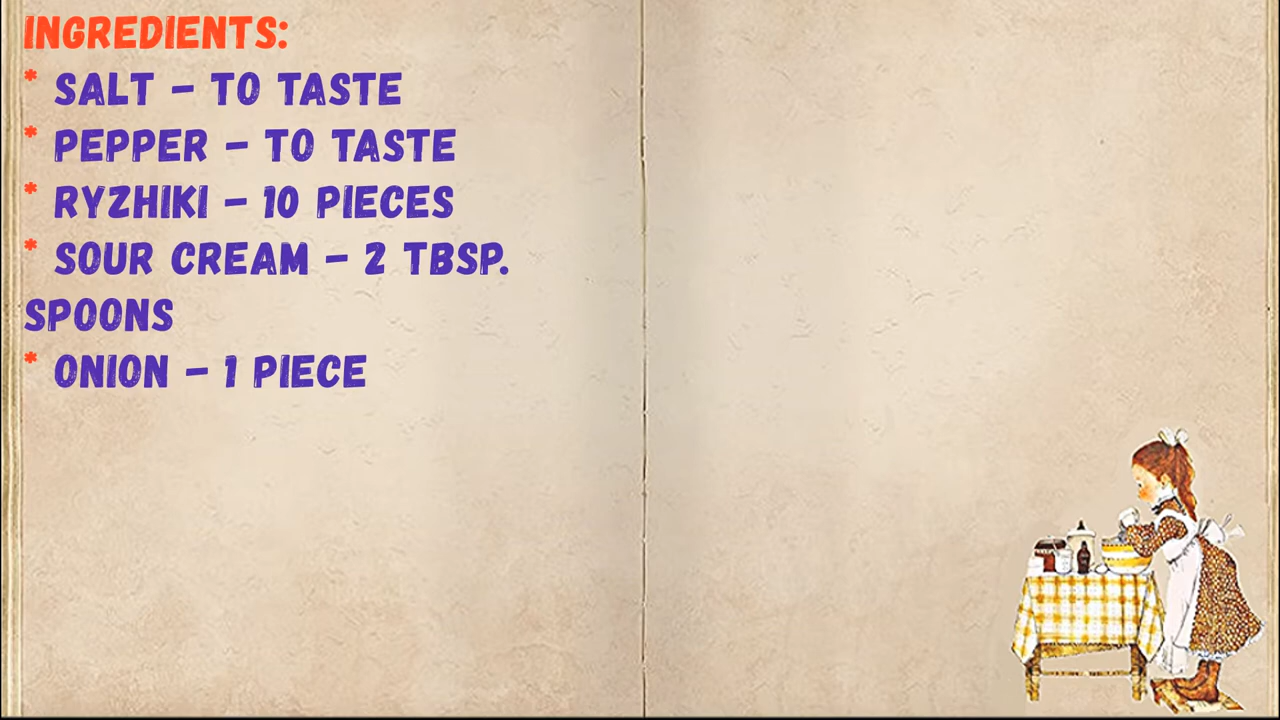 INGREDIENTS:
* SALT – TO TASTE
* PEPPER – TO TASTE
* RYZHIKI – 10 PIECES
* SOUR CREAM – 2 TBSP.
SPOONS
* ONION – 1 PIECE